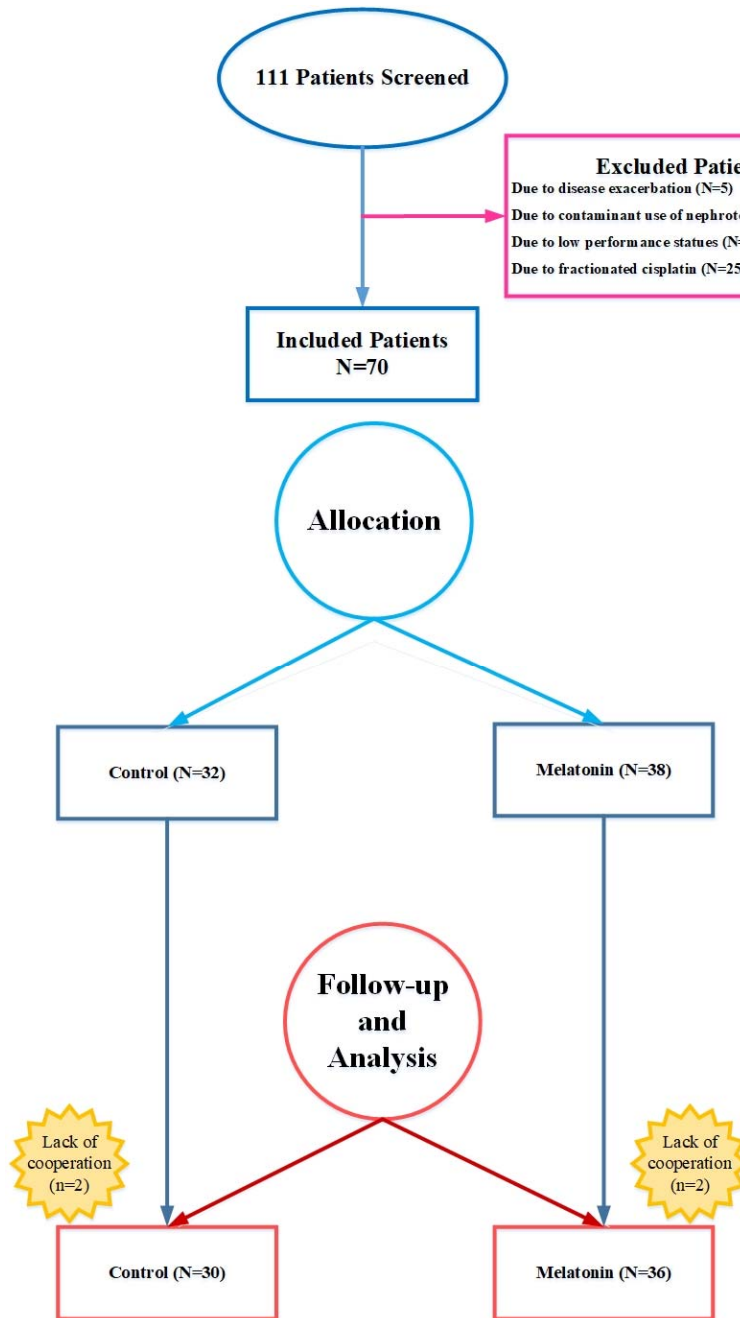 111 Patients Screened
Excluded
Due to disease exacerbation (N=5)
Due to contaminant use of
Due to low performance statues (N=
Due to fractionated cisplatin (N=25
Included Patients
N=70
Allocation
Control (N=32)
Melatonin (N=38)
Follow-up
and
Analysis
Lack of
cooperation
(n=2)
Lack of
cooperation
(n=2)
Control (N=30)
Melatonin (N=36)